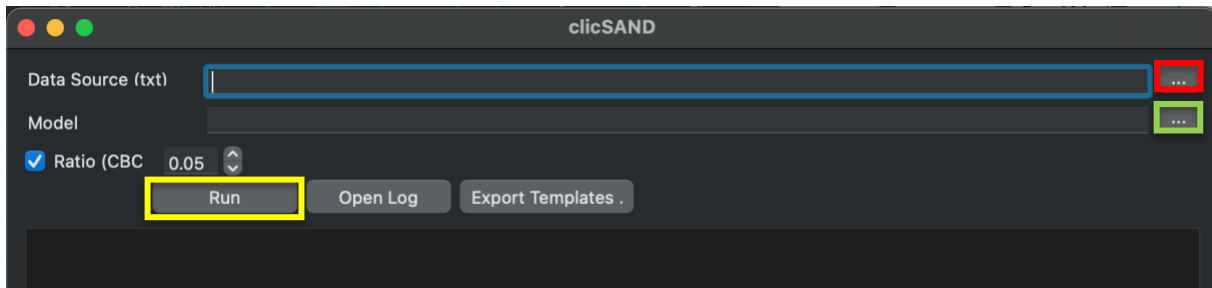 clicSAND
Data Source (txt)
...
Model
...
Ratio (CBC 0.05
Run Open Log Export Templates .